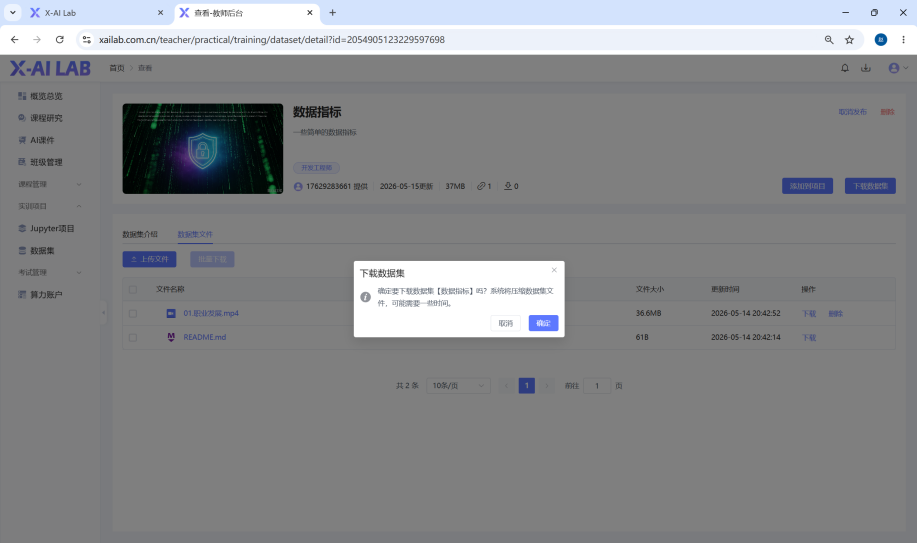 X-AI Lab
查看-教师后台
xailab.com.cn/teacher/practical/training/dataset/detail?id=2054905123229597698
X-AI LAB
首页 > 查看
概览总览
课程研究
AI课件
班级管理
课程管理
实训项目
Jupyter项目
数据集
考试管理
算力账户
数据指标
取消发布 删除
一些简单的数据指标
开发工程师
17629283661 提供 2026-05-15更新 37MB 1 0
添加到项目 下载数据集
数据集介绍 数据集文件
上传文件 批量下载
文件名称 文件大小 更新时间 操作
01.职业发展.mp4 36.6MB 2026-05-14 20:42:52 下载 删除
README.md 61B 2026-05-14 20:42:14 下载
下载数据集
确定要下载数据集【数据指标】吗？系统将压缩数据集文
件，可能需要一些时间。
取消 确定
共 2 条 10条/页 1 前往 1 页